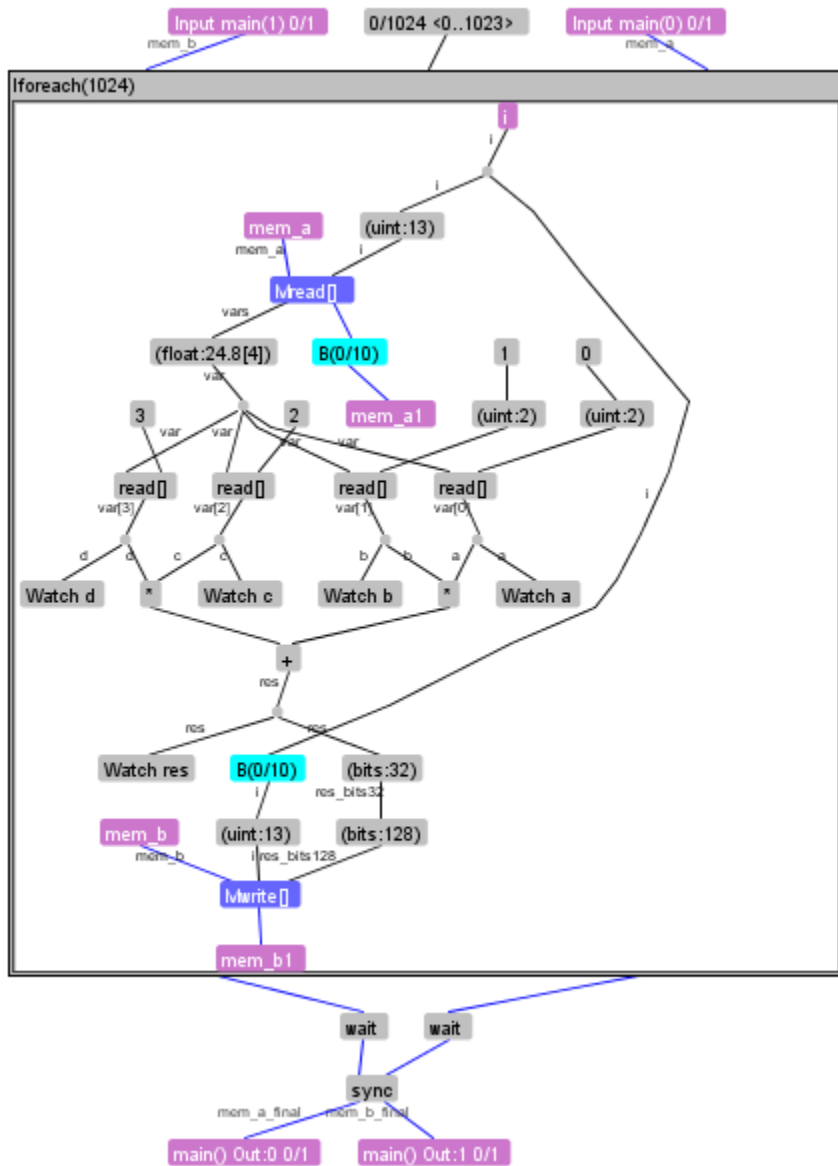 Input main(1) 0/1
0/1024 <0..1023>
Input main(0) 0/1
mem_b
mem_a
Iforeach(1024)
i
i
i
mem_a
(uint:13)
mem_a
i
Mread[]
vars
(float:24.8[4])
B(0/10)
1
0
var
3
2
mem_a1
(uint:2)
(uint:2)
var
var
var
var
read[]
read[]
read[]
read[]
i
var[3]
var[2]
var[1]
var[0]
d
d
c
c
b
b
a
a
Watch d
*
Watch c
Watch b
*
Watch a
+
res
res
res
Watch res
B(0/10)
(bits:32)
i
res_bits32
mem_b
(uint:13)
(bits:128)
mem_b
i
res_bits128
Mwrite[]
mem_b1
wait
wait
sync
mem_a_final
mem_b_final
main() Out:0 0/1
main() Out:1 0/1